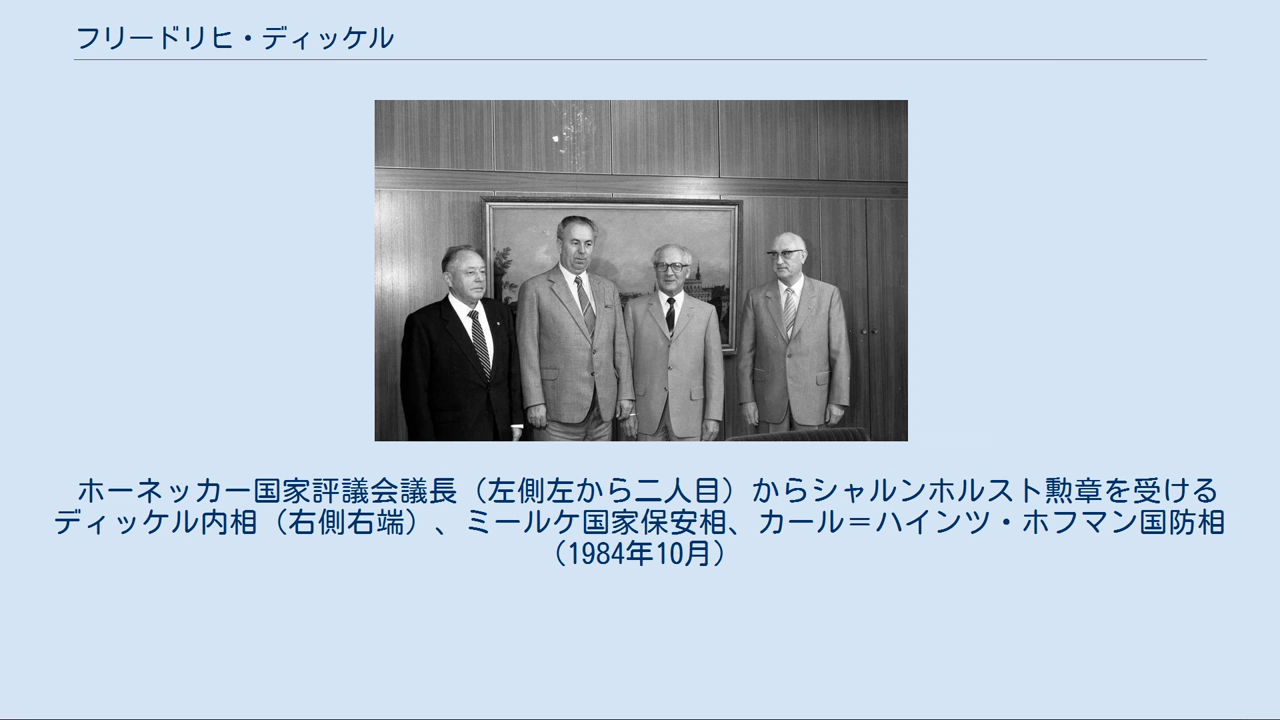 フリードリヒ・ディッケル
ホーネッカー国家評議会議長（左側左から二人目）からシャルンホルスト勲章を受ける
ディッケル内相（右側右端）、ミールケ国家保安相、カール＝ハインツ・ホフマン国防相
（1984年10月）